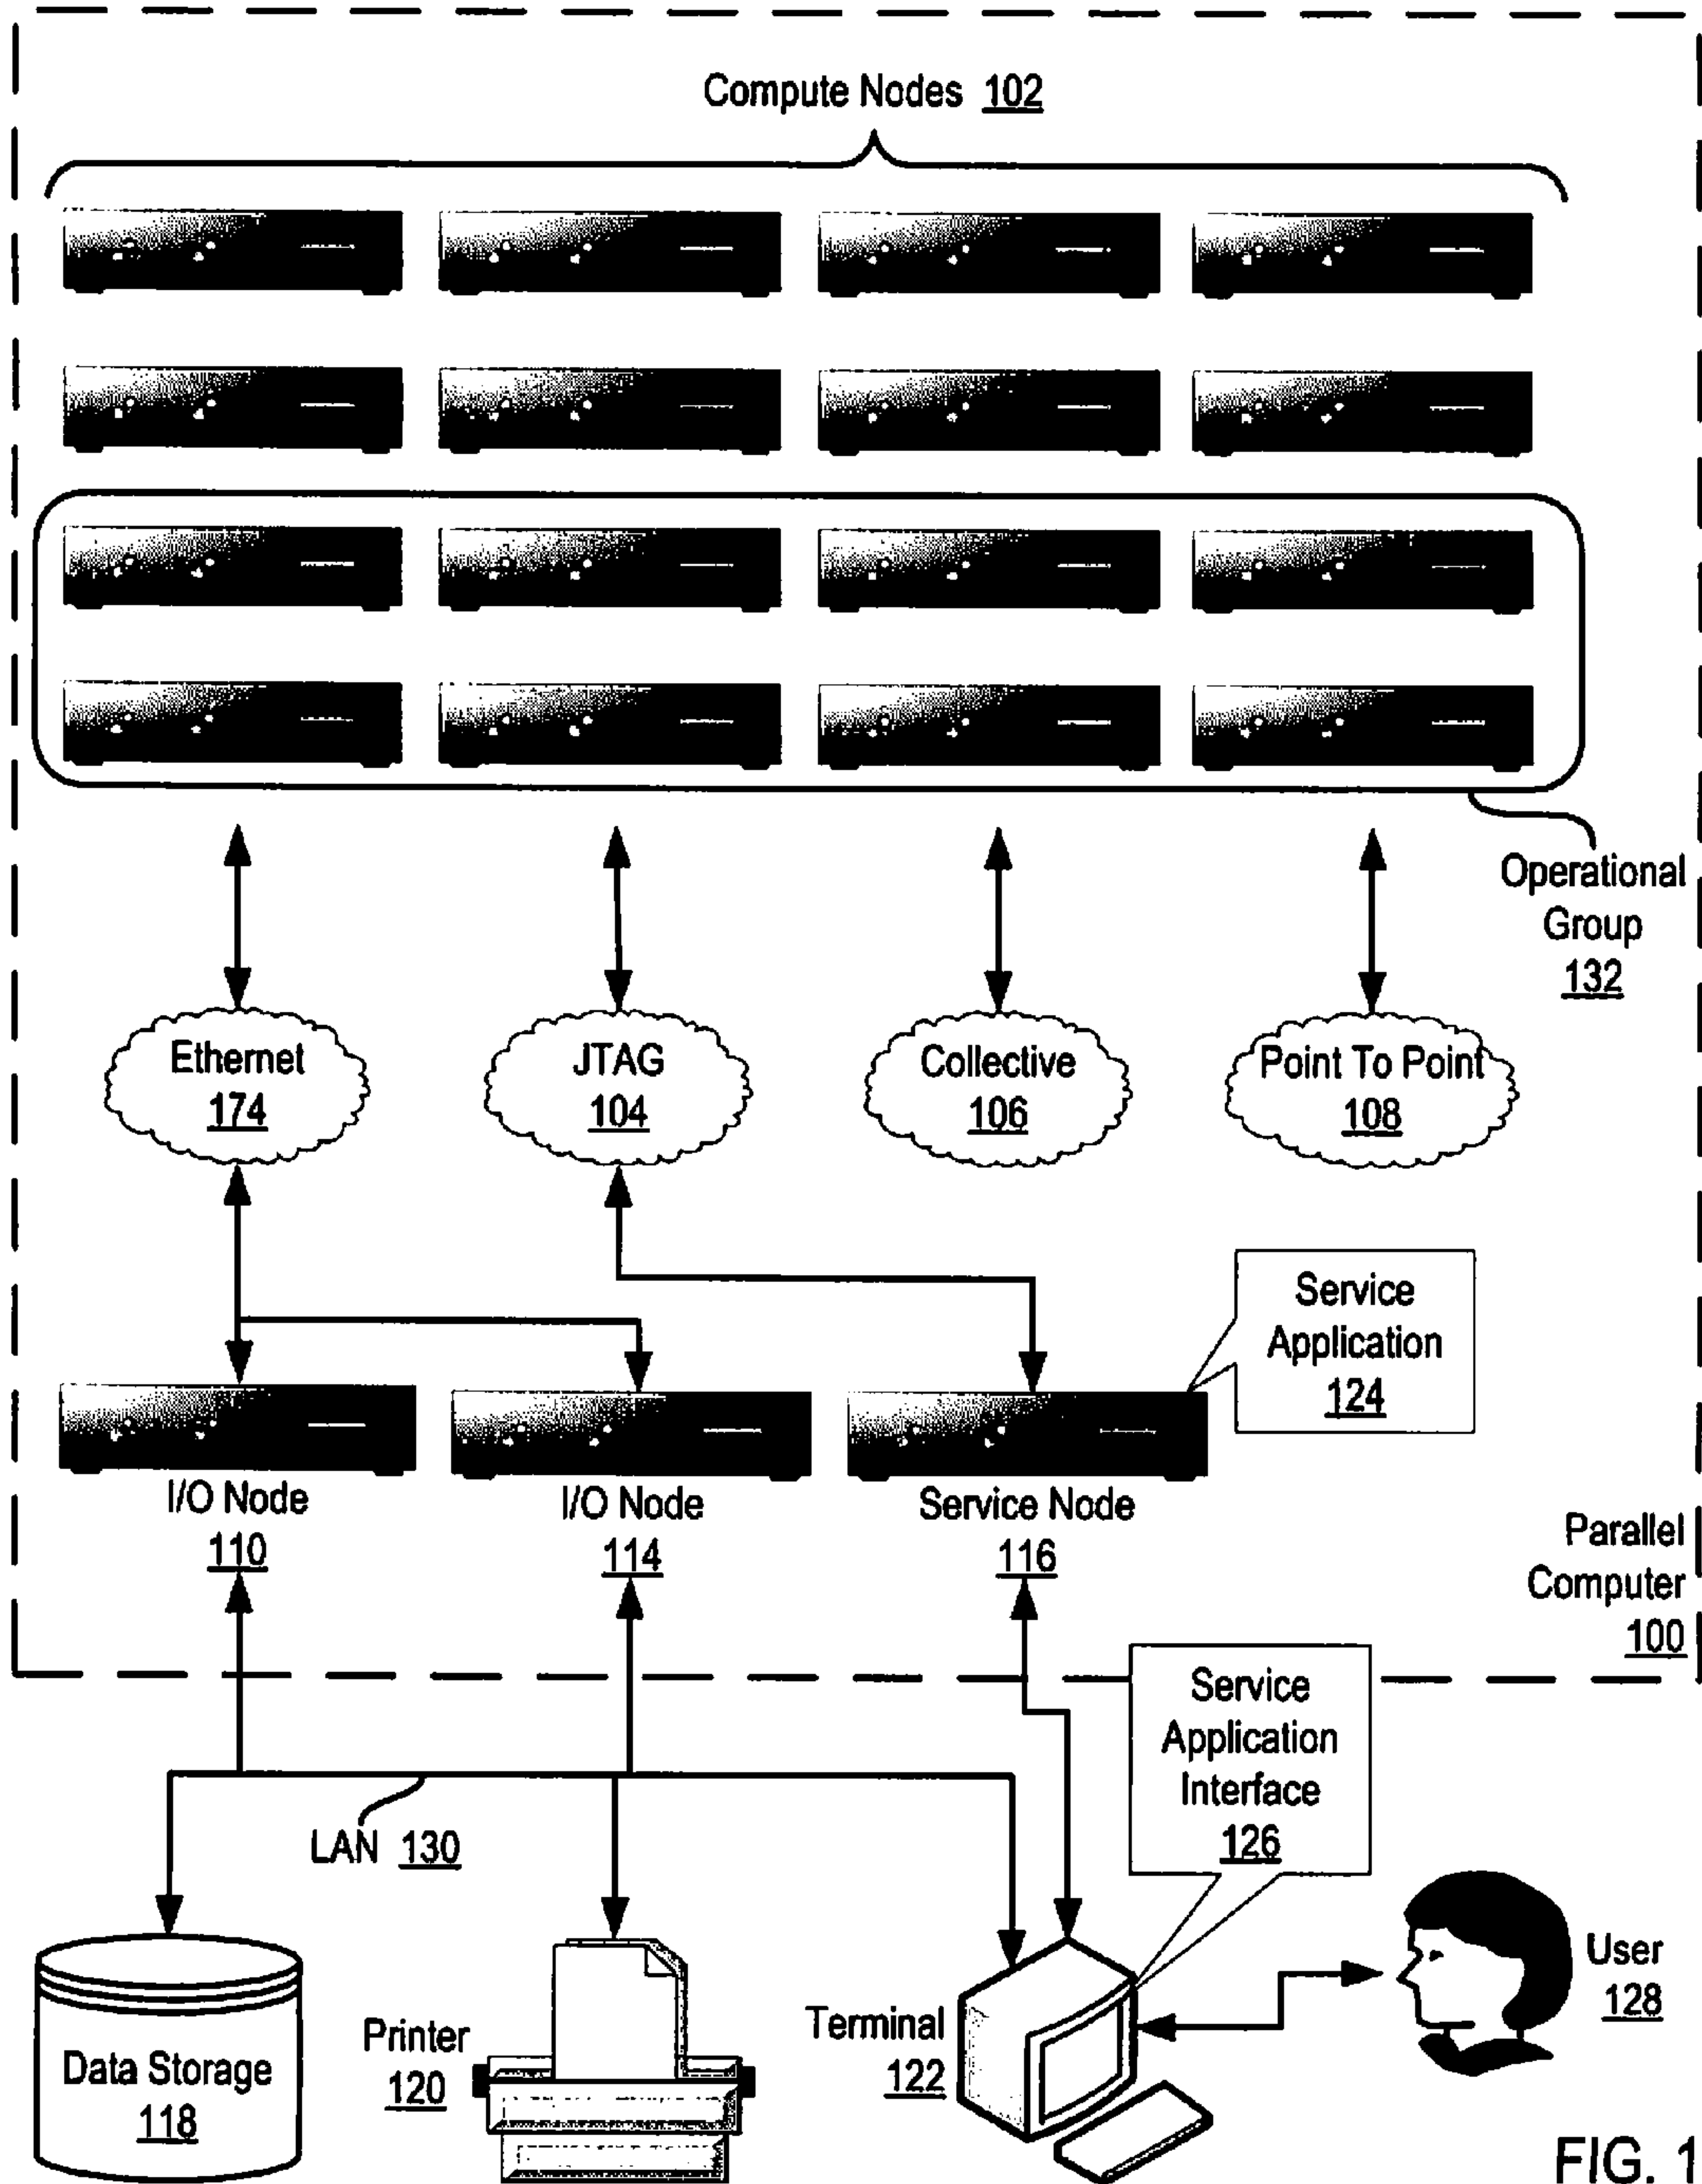 Compute Nodes 102
Operational
Group
132
Ethernet
174
JTAG
104
Collective
106
Point To Point
108
Service
Application
124
I/O Node
110
I/O Node
114
Service Node
116
Parallel
Computer
100
Service
Application
Interface
126
LAN 130
Data Storage
118
Printer
120
Terminal
122
User
128
FIG. 1